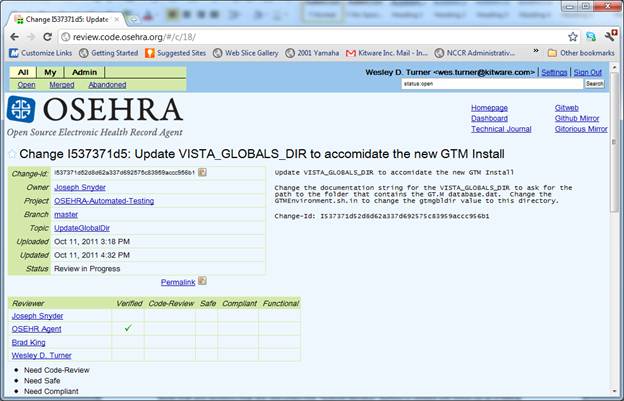 Change I537371d5: Update V
review.code.osehra.org/#/c/18/
Customize Links Getting Started Suggested Sites Web Slice Gallery 2001 Yamaha Kitware Inc. Mail - In... NCCR Administrativ... » Other bookmarks
All My Admin
Wesley D. Turner <wes.turner@kitware.com> Settings Sign Out
Open Merged Abandoned
status:open Search
OSEHRA
Open Source Electronic Health Record Agent
Homepage Gitweb
Dashboard Github Mirror
Technical Journal Gitorious Mirror
Change I537371d5: Update VISTA_GLOBALS_DIR to accomidate the new GTM Install
Change-Id: I537371d52d8d62a337d692575c83959accc956b1
Owner Joseph Snyder
Project OSEHRA-Automated-Testing
Branch master
Topic UpdateGlobalDir
Uploaded Oct 11, 2011 3:18 PM
Updated Oct 11, 2011 4:32 PM
Status Review in Progress
Permalink
Update VISTA_GLOBALS_DIR to accomidate the new GTM Install
Change the documentation string for the VISTA_GLOBALS_DIR to ask for the
path to the folder that contains the GT.M database.dat. Change the
GTMEnvironment.sh.in to change the gtmgbldir value to this directory.
Change-Id: I537371d52d8d62a337d692575c83959accc956b1
Reviewer Verified Code-Review Safe Compliant Functional
Joseph Snyder
OSEHR Agent ✓
Brad King
Wesley D. Turner
• Need Code-Review
• Need Safe
• Need Compliant